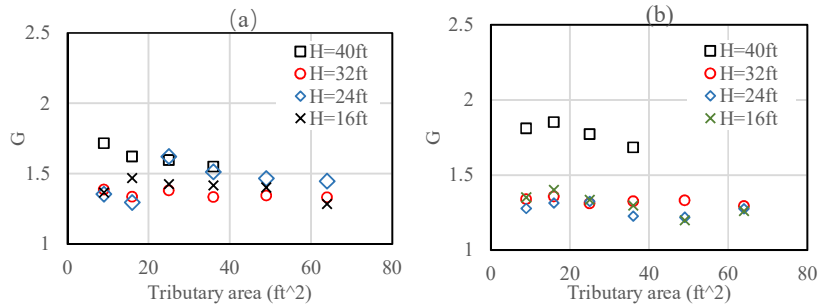 (a)
2.5
2
1.5
1
G
0
20
40
60
80
Tributary area (ft^2)
H=40ft
H=32ft
H=24ft
H=16ft
(b)
2.5
2
1.5
1
G
0
20
40
60
80
Tributary area (ft^2)
H=40ft
H=32ft
H=24ft
H=16ft